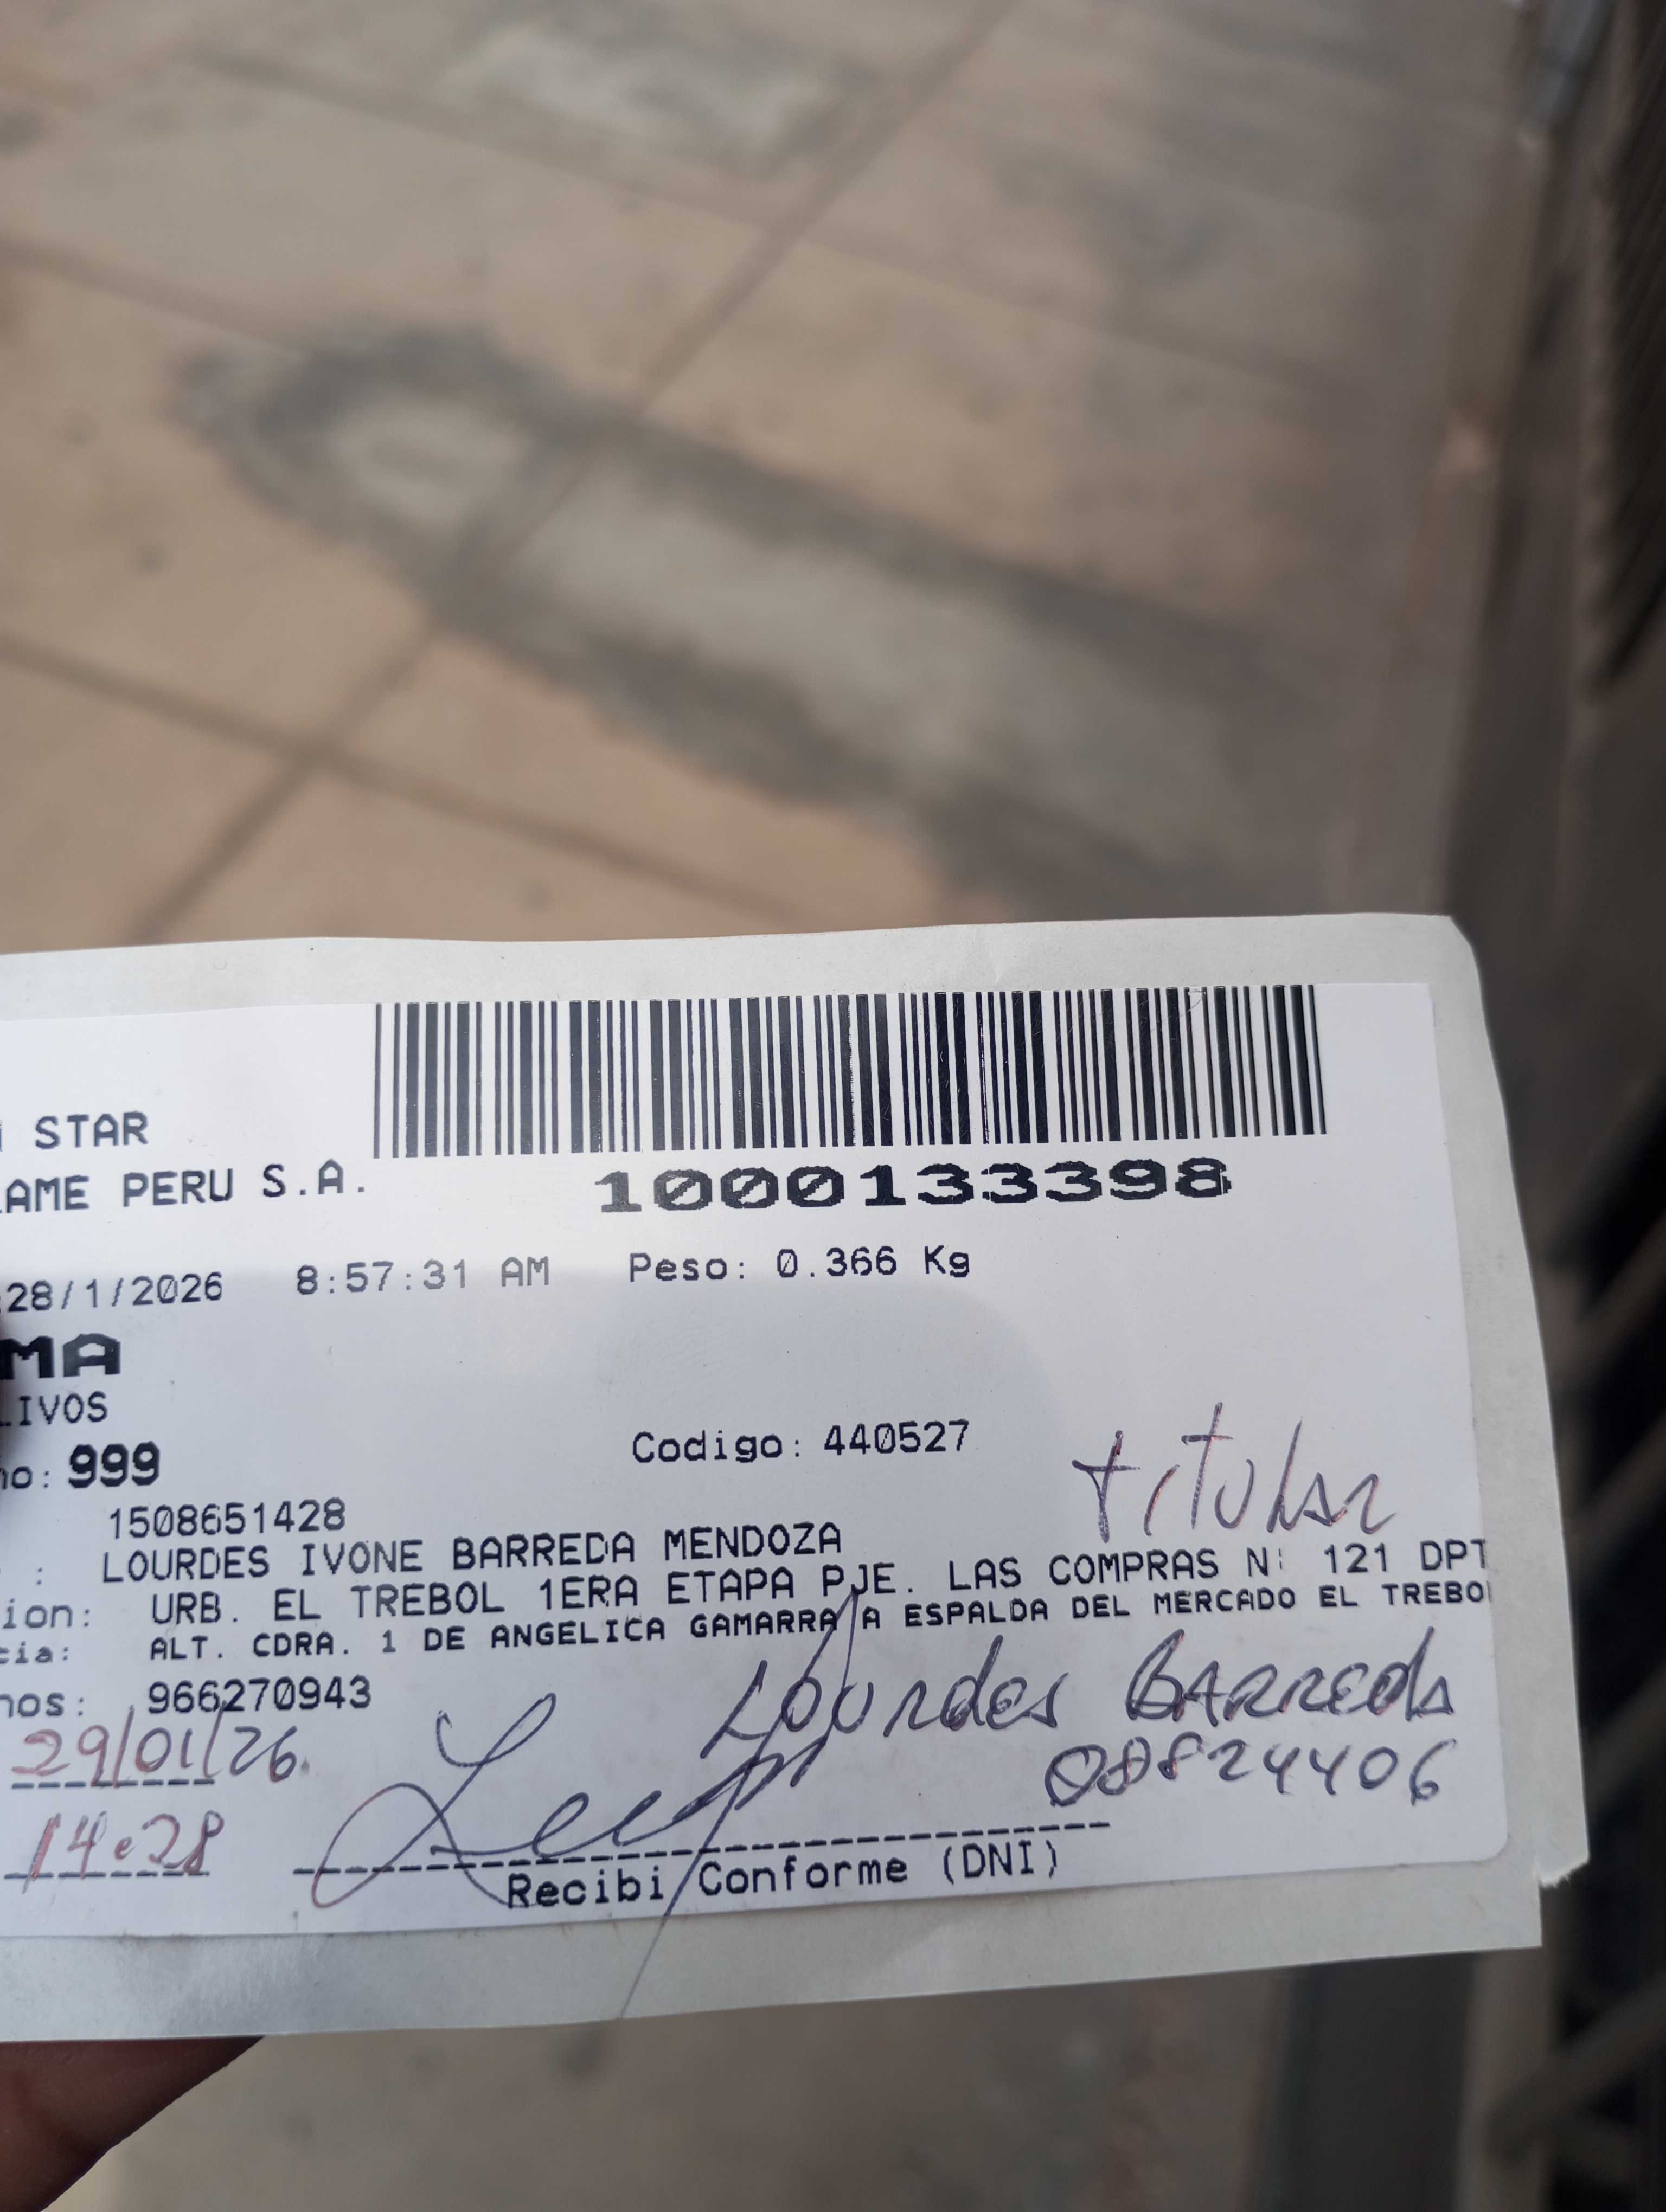 STAR
LAME PERU S.A.
1000133398
28/1/2026 8:57:31 AM Peso: 0.366 Kg
MA
LIVOS
Codigo: 440527
no: 999
titular
1508651428
: LOURDES IVONE BARREDA MENDOZA
ion: URB. EL TREBOL 1ERA ETAPA PJE. LAS COMPRAS N: 121 DPT
cia: ALT. CDRA. 1 DE ANGELICA GAMARRA A ESPALDA DEL MERCADO EL TREBO
nos: 966270943
Lourdes BARREda
29/01/26.
08824406
14:28
Recibi Conforme (DNI)